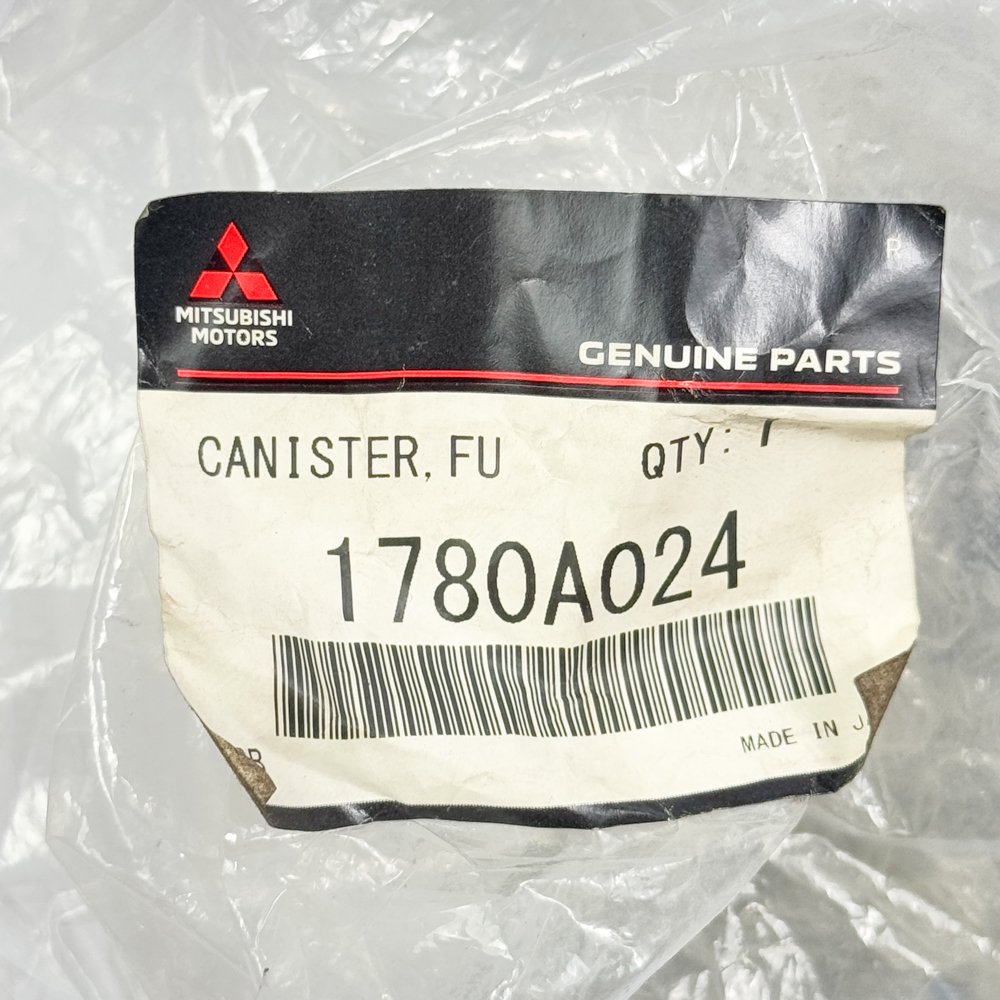 R
MITSUBISHI
MOTORS
GENUINE PARTS
CANISTER, FU QTY: 1
1780A024
MADE IN J